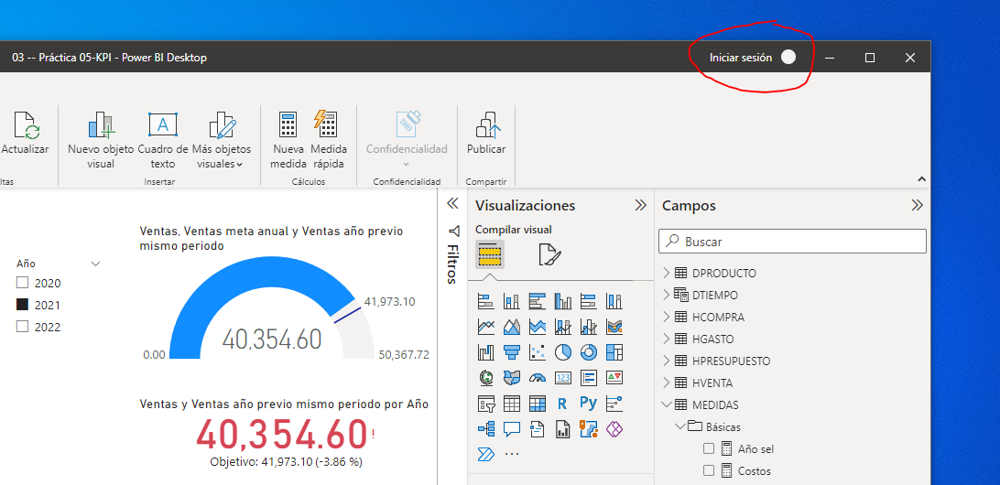 03 -- Práctica 05-KPI - Power BI Desktop
Iniciar sesión
Actualizar
Nuevo objeto
visual
Cuadro de
texto
Más objetos
visuales
Nueva
medida
Medida
rápida
Confidencialidad
Publicar
ltas
Insertar
Cálculos
Confidencialidad
Compartir
Año
2020
2021
2022
Ventas, Ventas meta anual y Ventas año previo
mismo periodo
41,973.10
40,354.60
0.00
50,367.72
Ventas y Ventas año previo mismo periodo por Año
40,354.60!
Objetivo: 41,973.10 (-3.86 %)
Filtros
Visualizaciones
Compilar visual
123
R
Py
...
Campos
Buscar
DPRODUCTO
DTIEMPO
HCOMPRA
HGASTO
HPRESUPUESTO
HVENTA
MEDIDAS
Básicas
Año sel
Costos